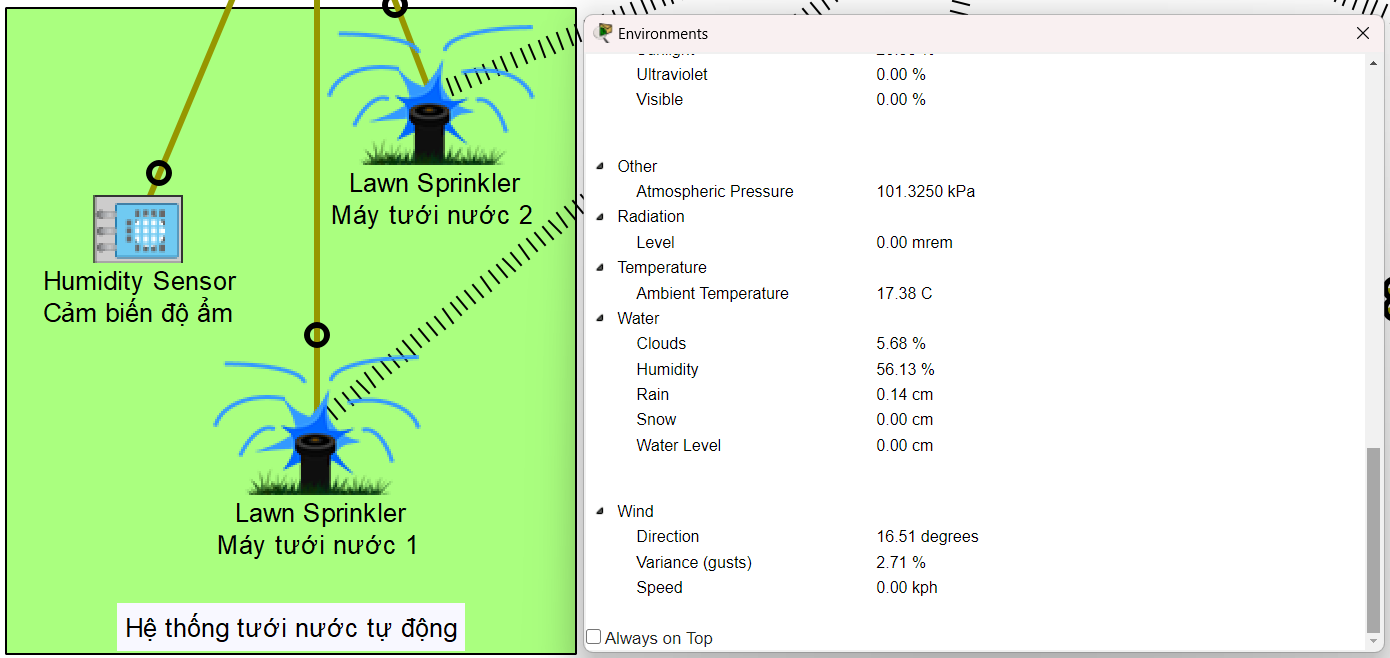 Lawn Sprinkler
Máy tưới nước 2
Humidity Sensor
Cảm biến độ ẩm
Lawn Sprinkler
Máy tưới nước 1
Hệ thống tưới nước tự động
Environments
Ultraviolet 0.00 %
Visible 0.00 %
Other
Atmospheric Pressure 101.3250 kPa
Radiation
Level 0.00 mrem
Temperature
Ambient Temperature 17.38 C
Water
Clouds 5.68 %
Humidity 56.13 %
Rain 0.14 cm
Snow 0.00 cm
Water Level 0.00 cm
Wind
Direction 16.51 degrees
Variance (gusts) 2.71 %
Speed 0.00 kph
Always on Top